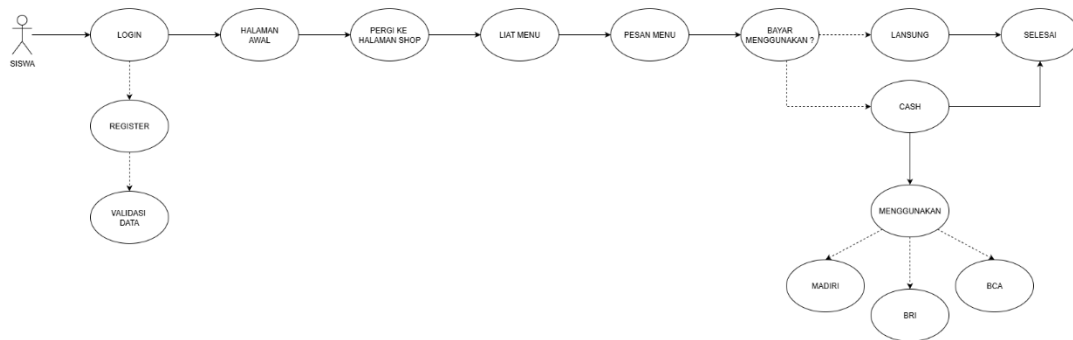 LOGIN
HALAMAN
AWAL
PERGI KE
HALAMAN SHOP
LIAT MENU
PESAN MENU
BAYAR
MENGGUNAKAN ?
LANSUNG
SELESAI
SISWA
CASH
REGISTER
VALIDASI
DATA
MENGGUNAKAN
MADIRI
BCA
BRI